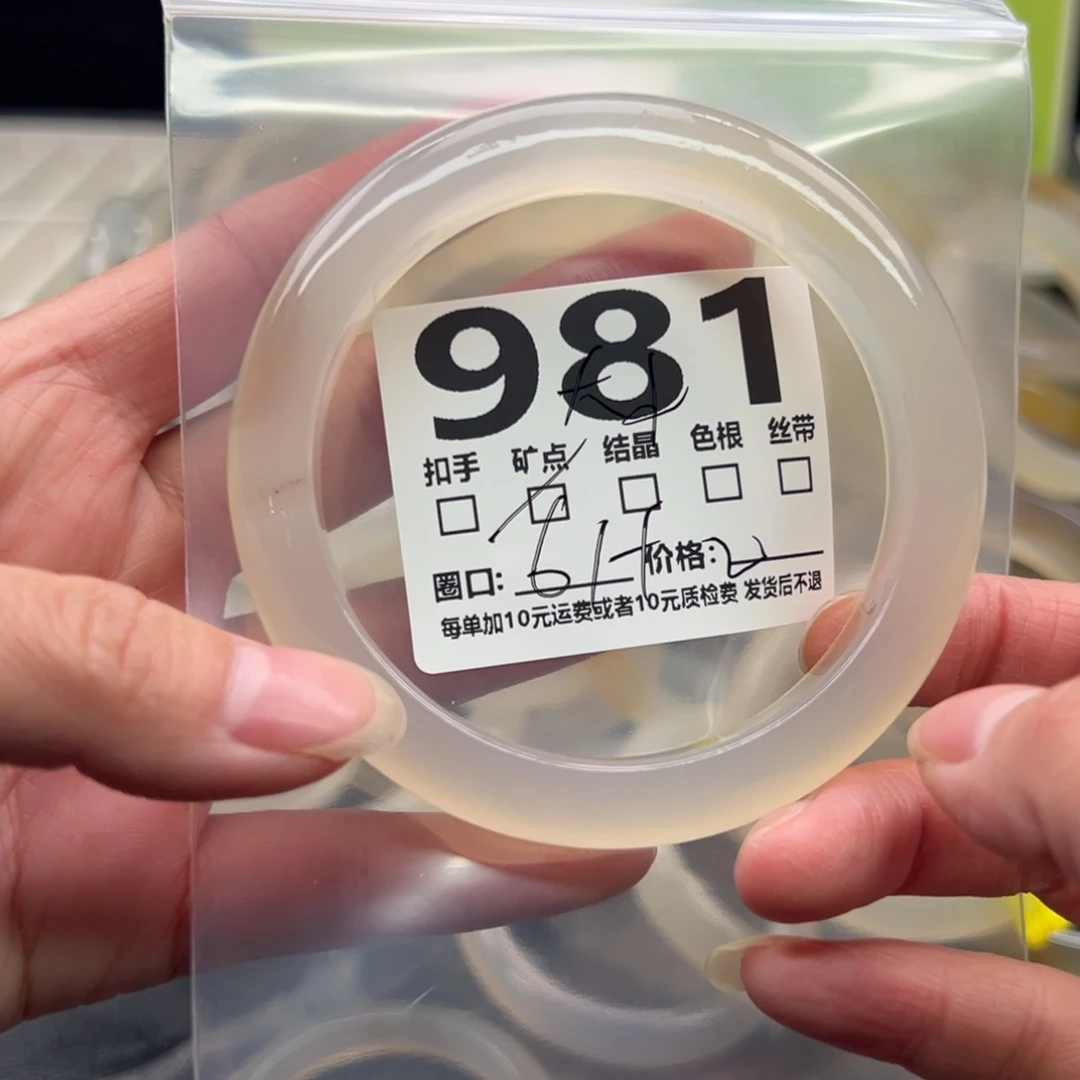 981
扣手 矿点 结晶 色根 丝带
圈口: 61 价格:
每单加10元运费或者10元质检费 发货后不退